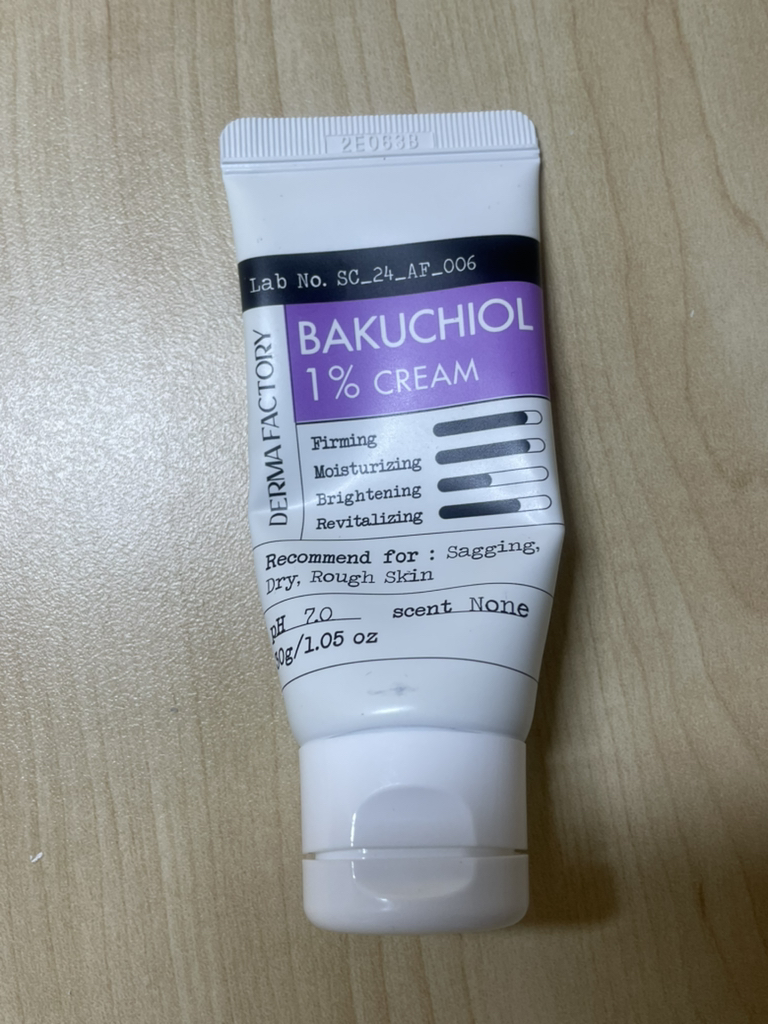 2E063B
Lab No. SC_24_AF_006
DERMA FACTORY
BAKUCHIOL
1% CREAM
Firming
Moisturizing
Brightening
Revitalizing
Recommend for : Sagging,
Dry, Rough Skin
pH 7.0 scent None
30g/1.05 oz